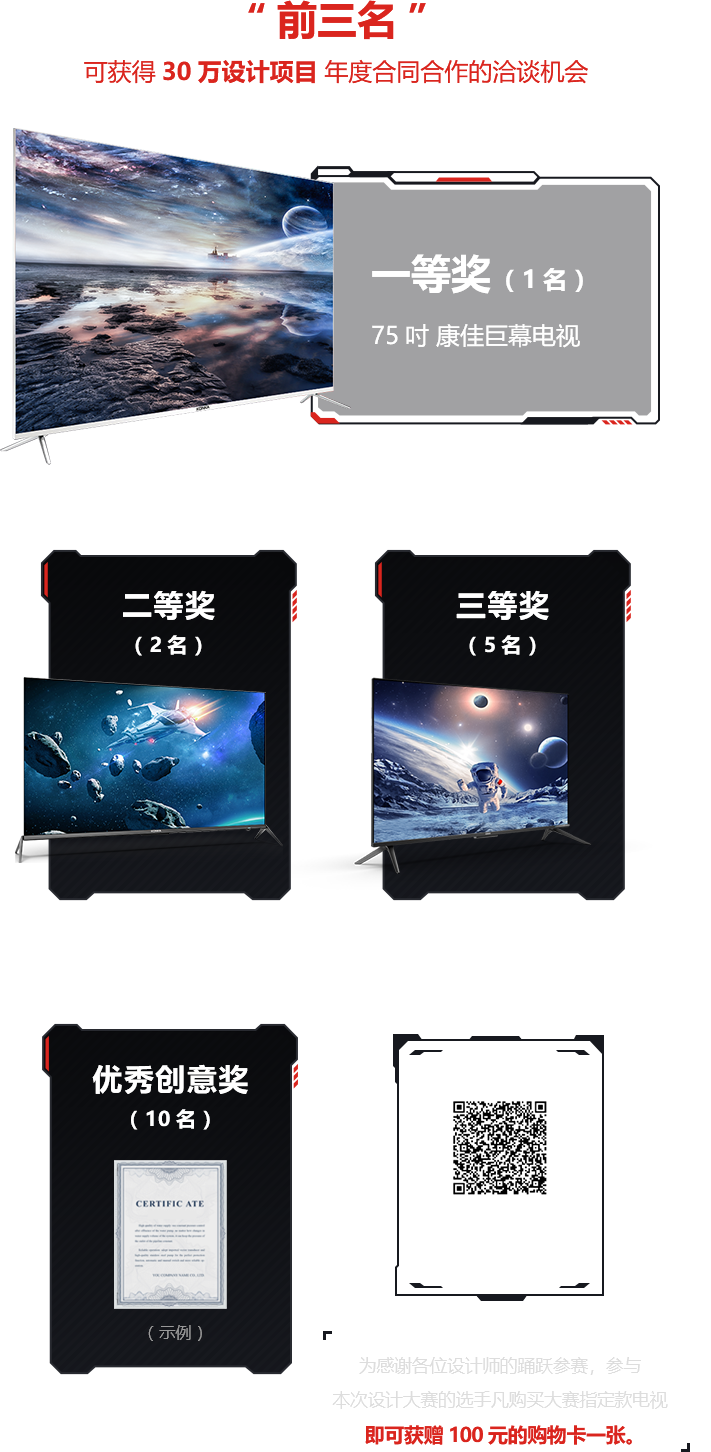 “ 前三名 ”
可获得 30 万设计项目 年度合同合作的洽谈机会
一等奖（1 名）
75 吋 康佳巨幕电视
KONKA
二等奖
（2 名）
三等奖
（5 名）
优秀创意奖
（10 名）
CERTIFIC ATE
（示例）
为感谢各位设计师的踊跃参赛，参与
本次设计大赛的选手凡购买大赛指定款电视
即可获赠 100 元的购物卡一张。